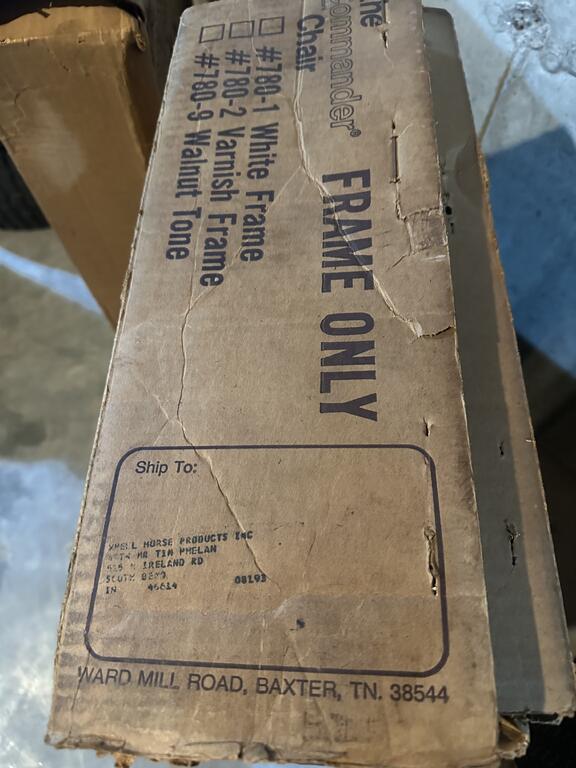 The
Commander®
Chair
#780-1 White Frame
#780-2 Varnish Frame
#780-9 Walnut Tone
FRAME ONLY
Ship To:
HORSE PRODUCTS INC
MR TIM PHELAN
IRELAND RD
SOUTH BEND 08193
IN 46614
WARD MILL ROAD, BAXTER, TN. 38544